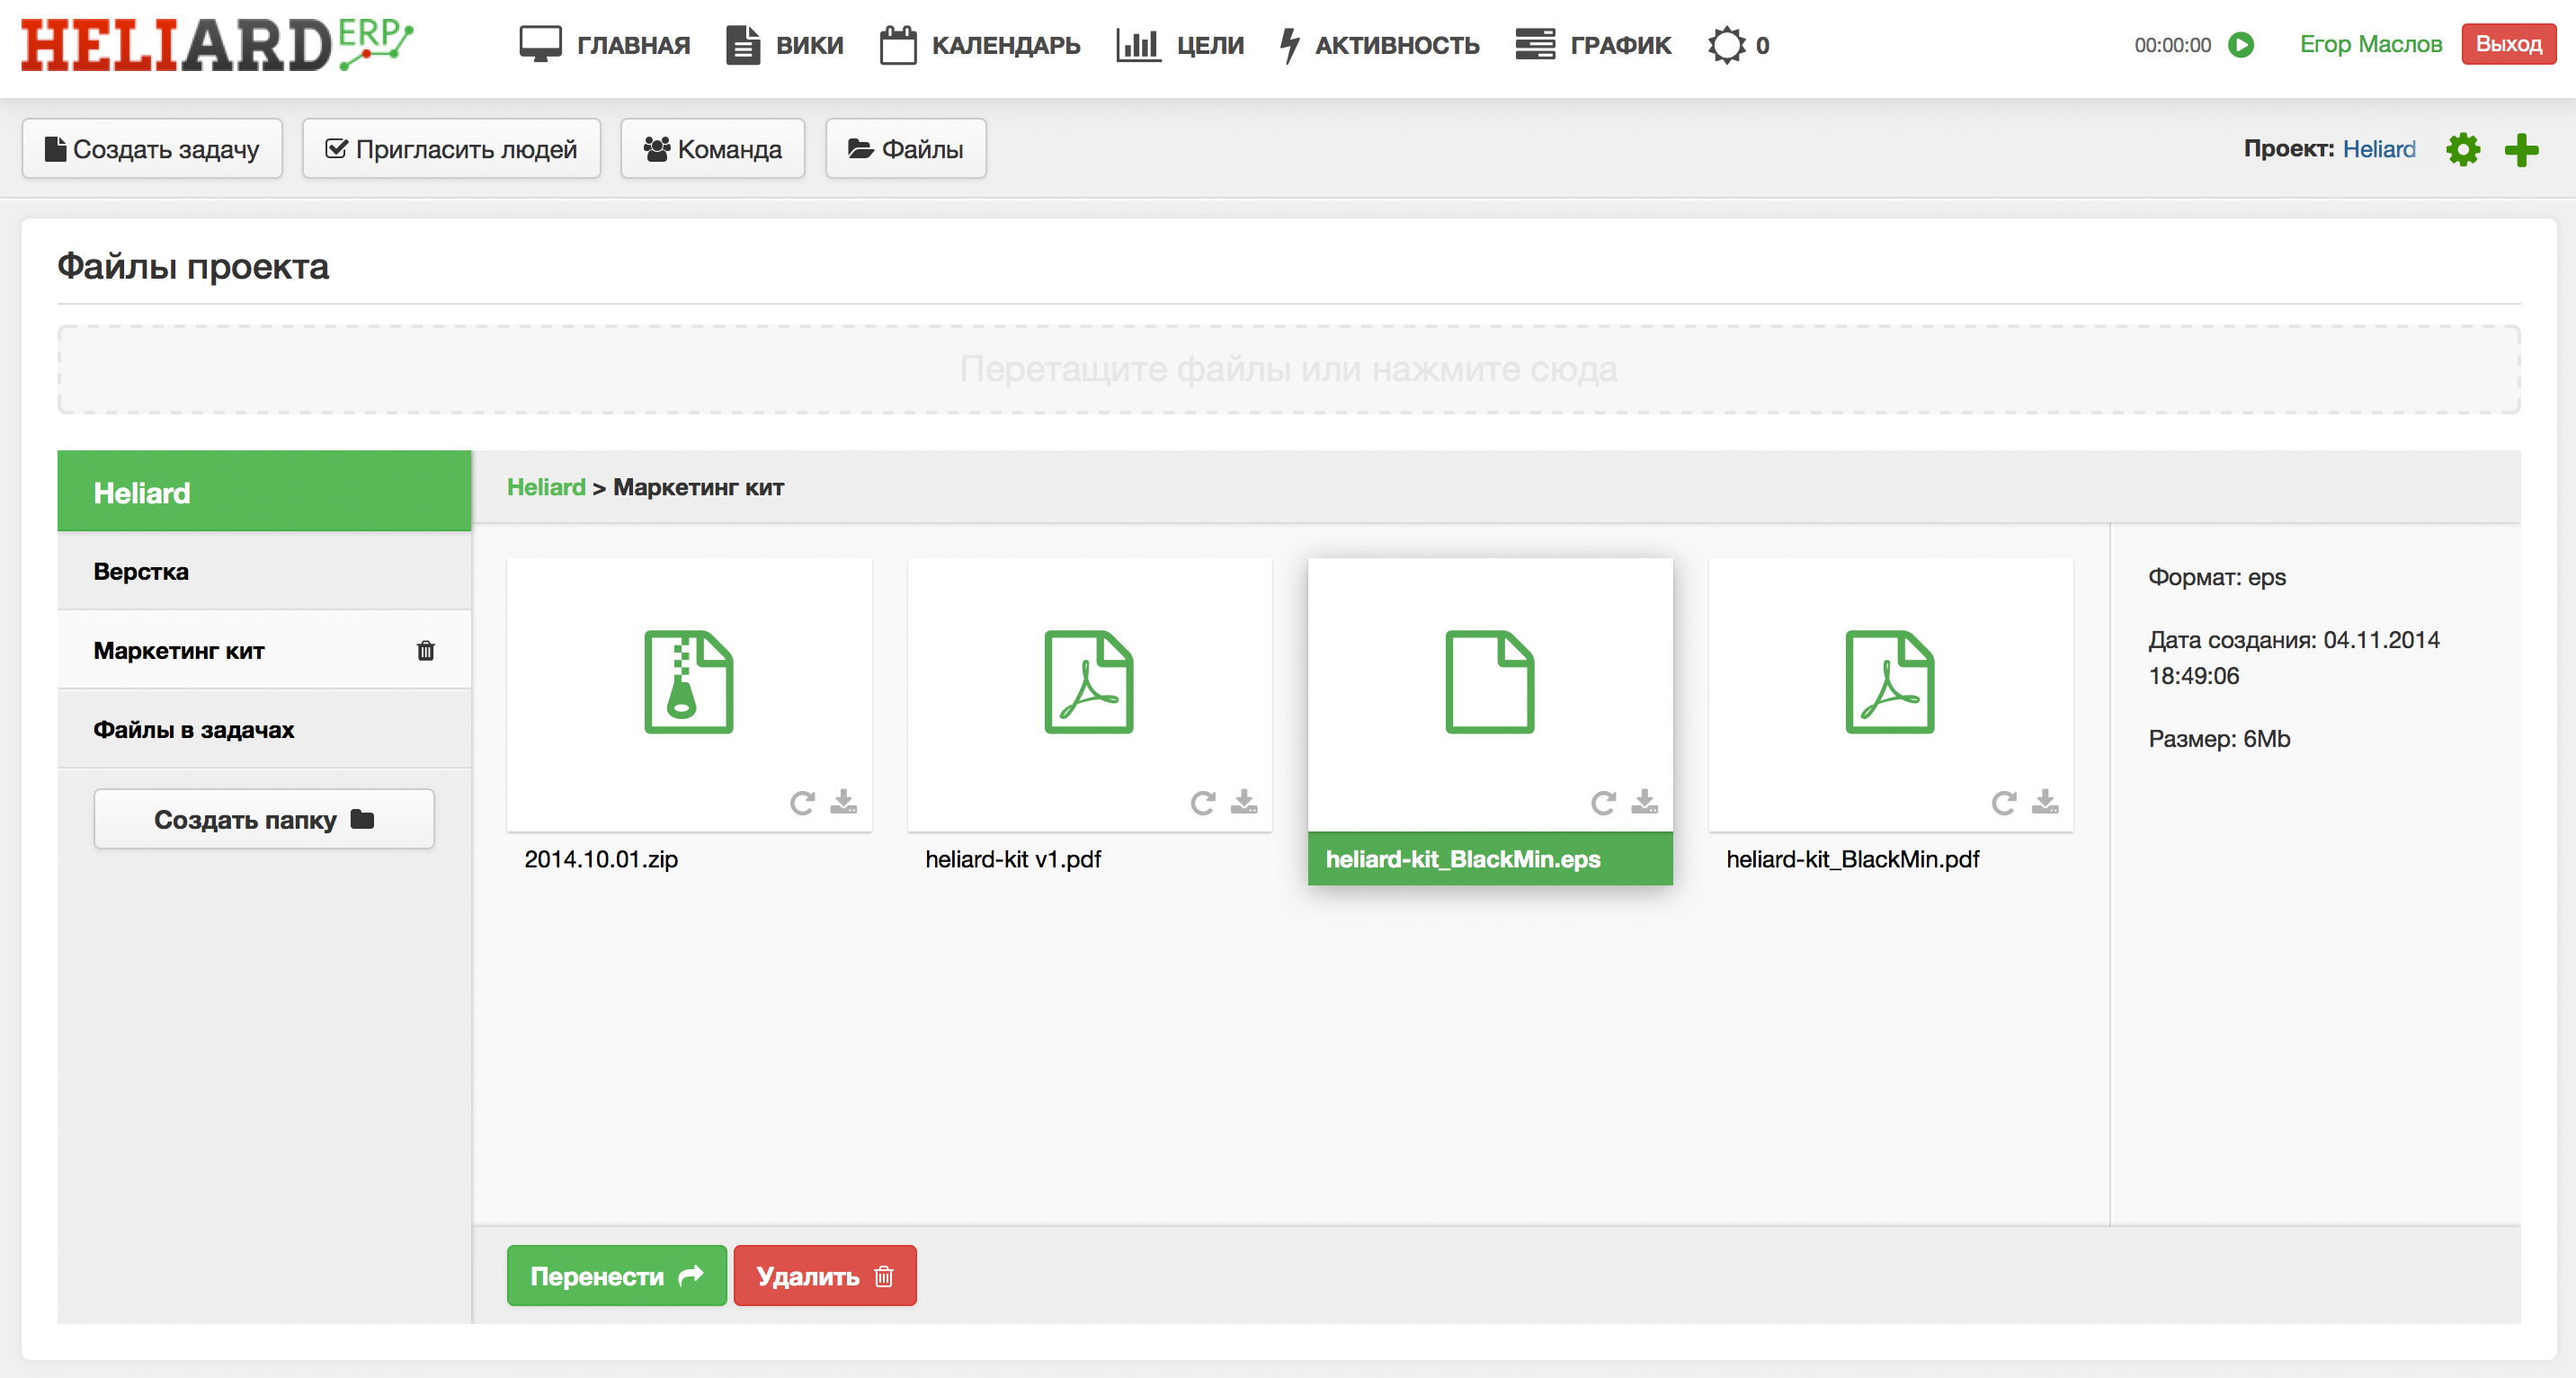 HELIARD ERP
ГЛАВНАЯ ВИКИ КАЛЕНДАРЬ ЦЕЛИ АКТИВНОСТЬ ГРАФИК 0
00:00:00 Егор Маслов Выход
Создать задачу Пригласить людей Команда Файлы
Проект: Heliard
Файлы проекта
Перетащите файлы или нажмите сюда
Heliard
Верстка
Маркетинг кит
Файлы в задачах
Создать папку
Heliard > Маркетинг кит
2014.10.01.zip
heliard-kit v1.pdf
heliard-kit_BlackMin.eps
heliard-kit_BlackMin.pdf
Формат: eps
Дата создания: 04.11.2014
18:49:06
Размер: 6Mb
Перенести Удалить